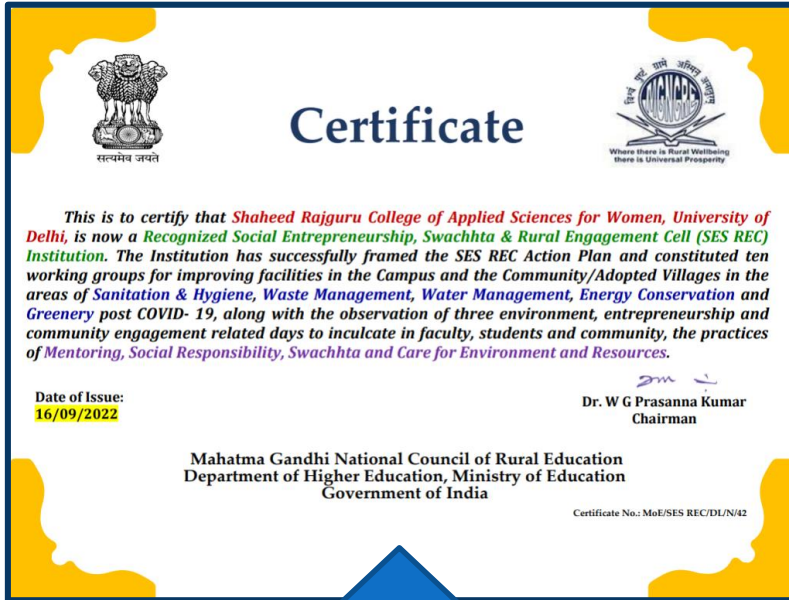 सत्यमेव जयते
Certificate
विश्वं पुष्टं ग्रामे अस्मिन् अनातुरम्
MGNCRE
Where there is Rural Wellbeing
there is Universal Prosperity
This is to certify that Shaheed Rajguru College of Applied Sciences for Women, University of
Delhi, is now a Recognized Social Entrepreneurship, Swachhta & Rural Engagement Cell (SES REC)
Institution. The Institution has successfully framed the SES REC Action Plan and constituted ten
working groups for improving facilities in the Campus and the Community/Adopted Villages in the
areas of Sanitation & Hygiene, Waste Management, Water Management, Energy Conservation and
Greenery post COVID- 19, along with the observation of three environment, entrepreneurship and
community engagement related days to inculcate in faculty, students and community, the practices
of Mentoring, Social Responsibility, Swachhta and Care for Environment and Resources.
Date of Issue:
16/09/2022
Dr. W G Prasanna Kumar
Chairman
Mahatma Gandhi National Council of Rural Education
Department of Higher Education, Ministry of Education
Government of India
Certificate No.: MoE/SES REC/DL/N/42